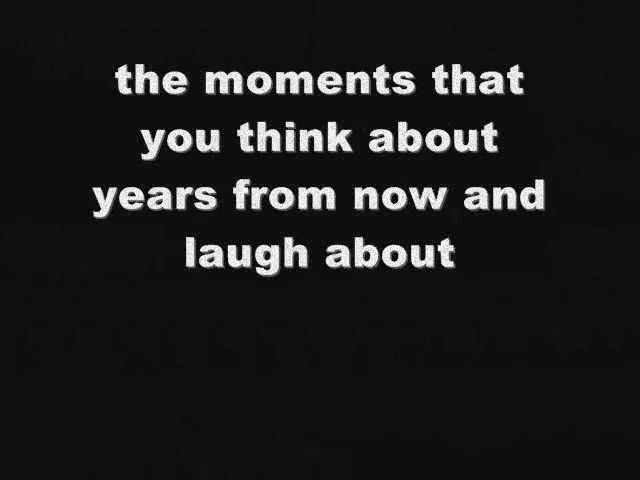 the moments that
you think about
years from now and
laugh about